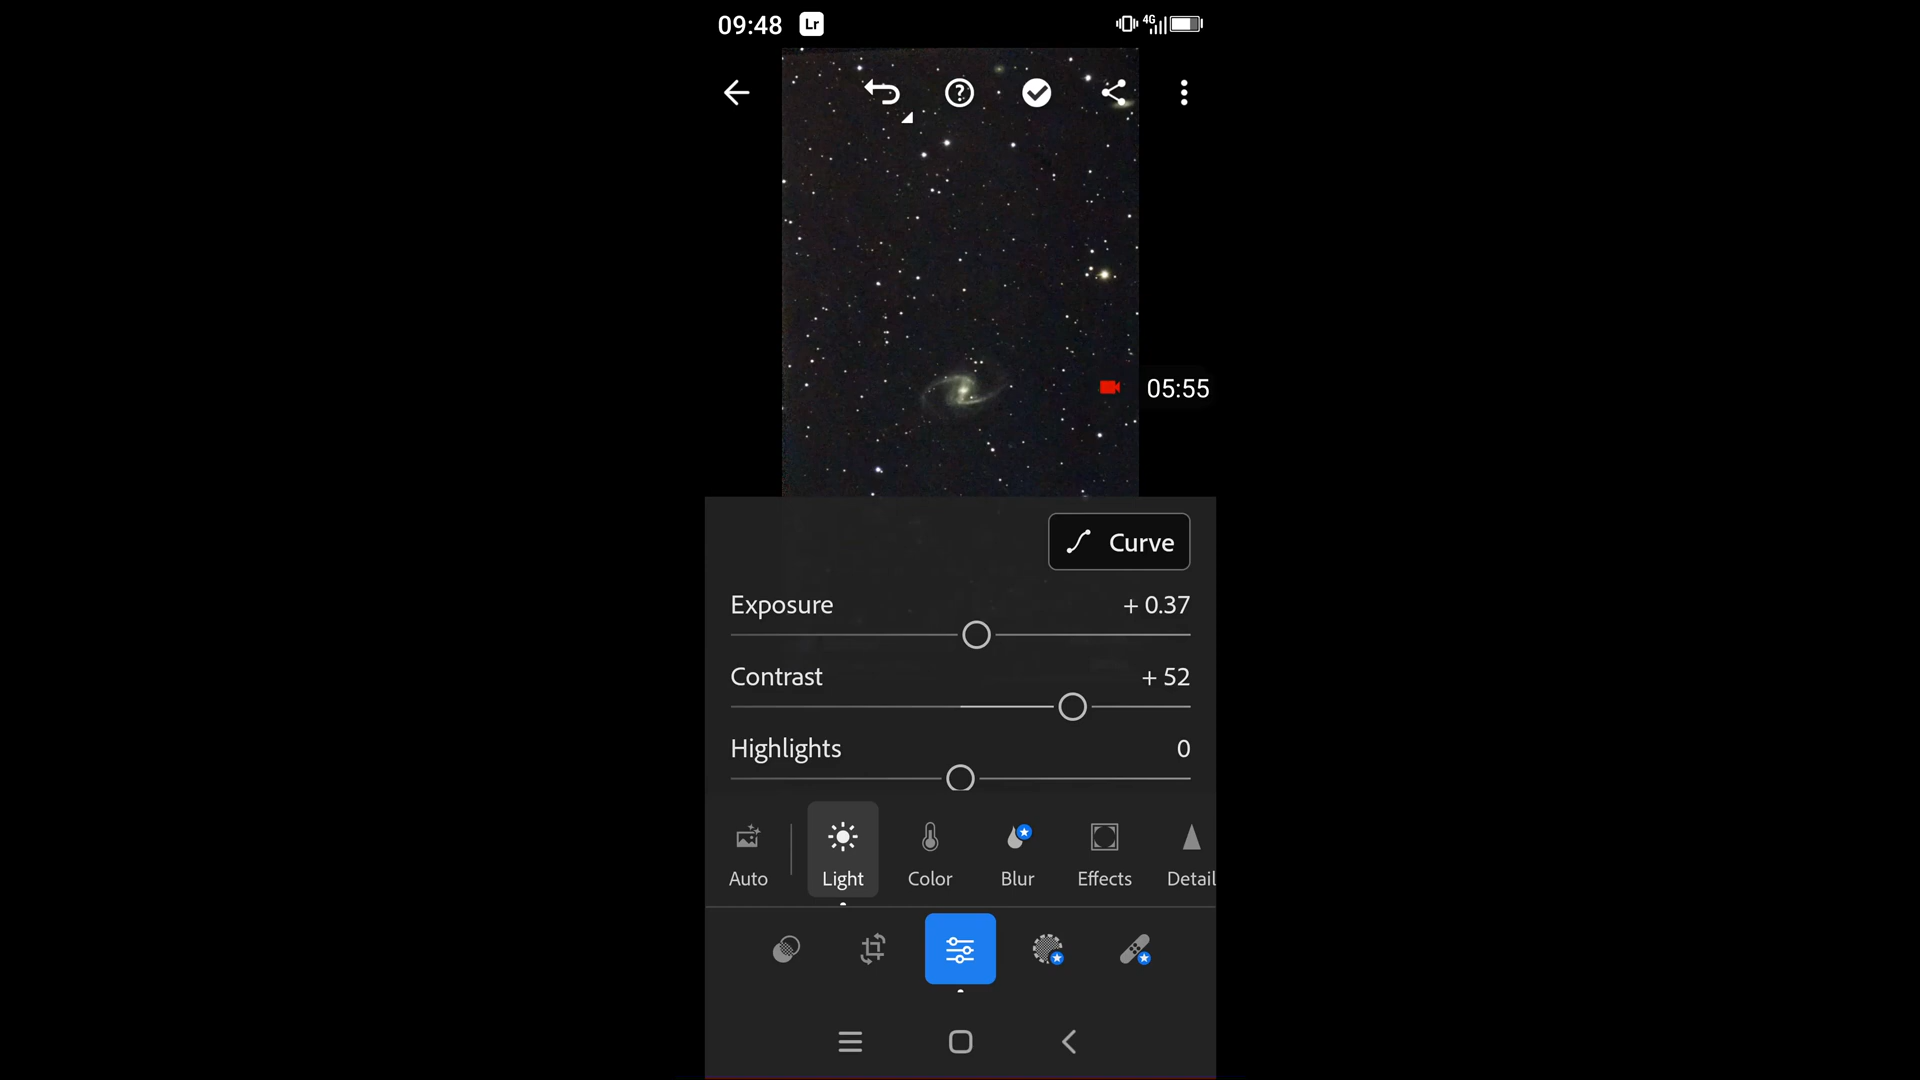 09:48 Lr 4G
05:55
Curve
Exposure + 0.37
Contrast + 52
Highlights 0
Auto Light Color Blur Effects Detail